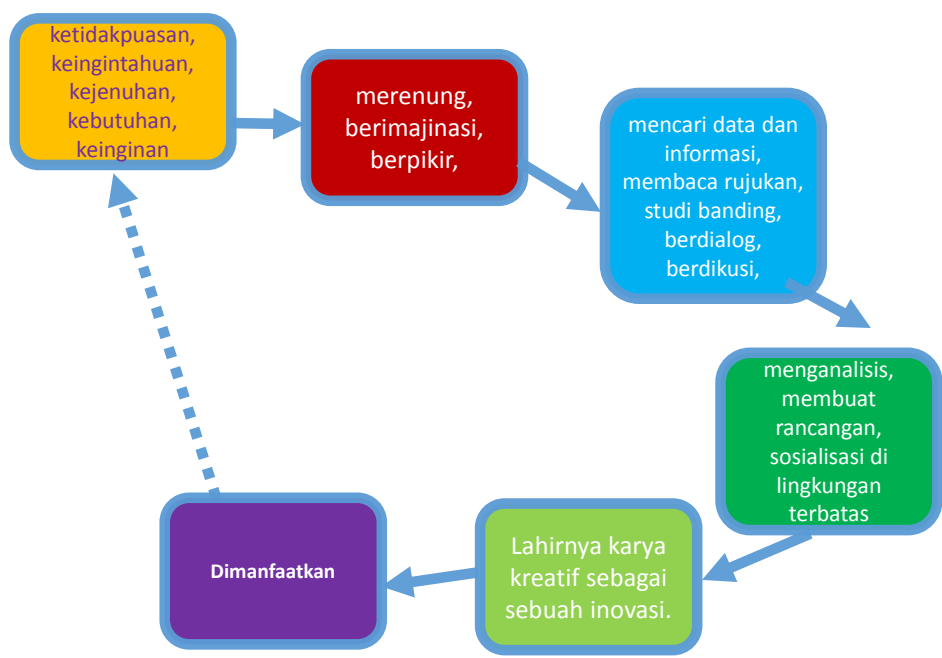 ketidakpuasan,
keingintahuan,
kejenuhan,
kebutuhan,
keinginan
merenung,
berimajinasi,
berpikir,
mencari data dan
informasi,
membaca rujukan,
studi banding,
berdialog,
berdikusi,
menganalisis,
membuat
rancangan,
sosialisasi di
lingkungan
terbatas
Lahirnya karya
kreatif sebagai
sebuah inovasi.
Dimanfaatkan